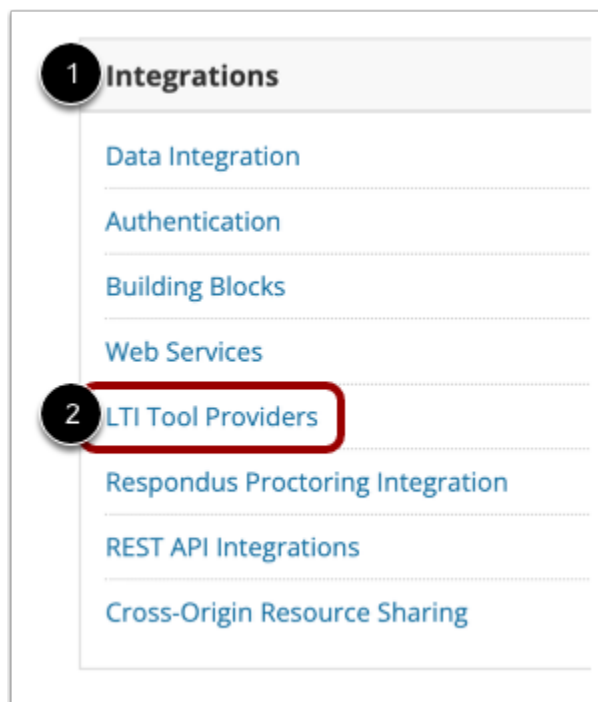 1 Integrations
Data Integration
Authentication
Building Blocks
Web Services
2 LTI Tool Providers
Respondus Proctoring Integration
REST API Integrations
Cross-Origin Resource Sharing